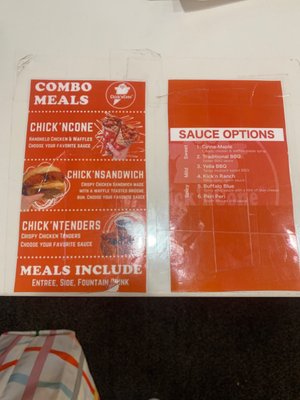 COMBO
MEALS
CHICK'NCONE
HANDHELD CHICKEN & WAFFLES
CHOOSE YOUR FAVORITE SAUCE
CHICK'NSANDWICH
CRISPY CHICKEN SANDWICH MADE
WITH A WAFFLE TOASTED BRIOCHE
BUN. CHOOSE YOUR FAVORITE SAUCE
CHICK'NTENDERS
CRISPY CHICKEN TENDERS
CHOOSE YOUR FAVORITE SAUCE
MEALS INCLUDE
ENTREE, SIDE, FOUNTAIN DRINK
SAUCE OPTIONS
Sweet
Mild
Spicy
1. Cinna-Maple
2. Traditional BBQ
3. Yella BBQ
4. Kick'n Ranch
5. Buffalo Blue
6. Peri Peri